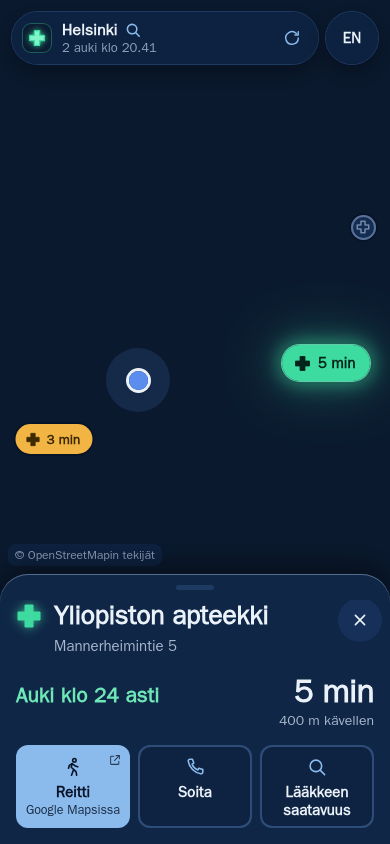 Helsinki
2 auki klo 20.41
EN
5 min
3 min
© OpenStreetMapin tekijät
Yliopiston apteekki
Mannerheimintie 5
Auki klo 24 asti
5 min
400 m kävellen
Reitti
Google Mapsissa
Soita
Lääkkeen
saatavuus